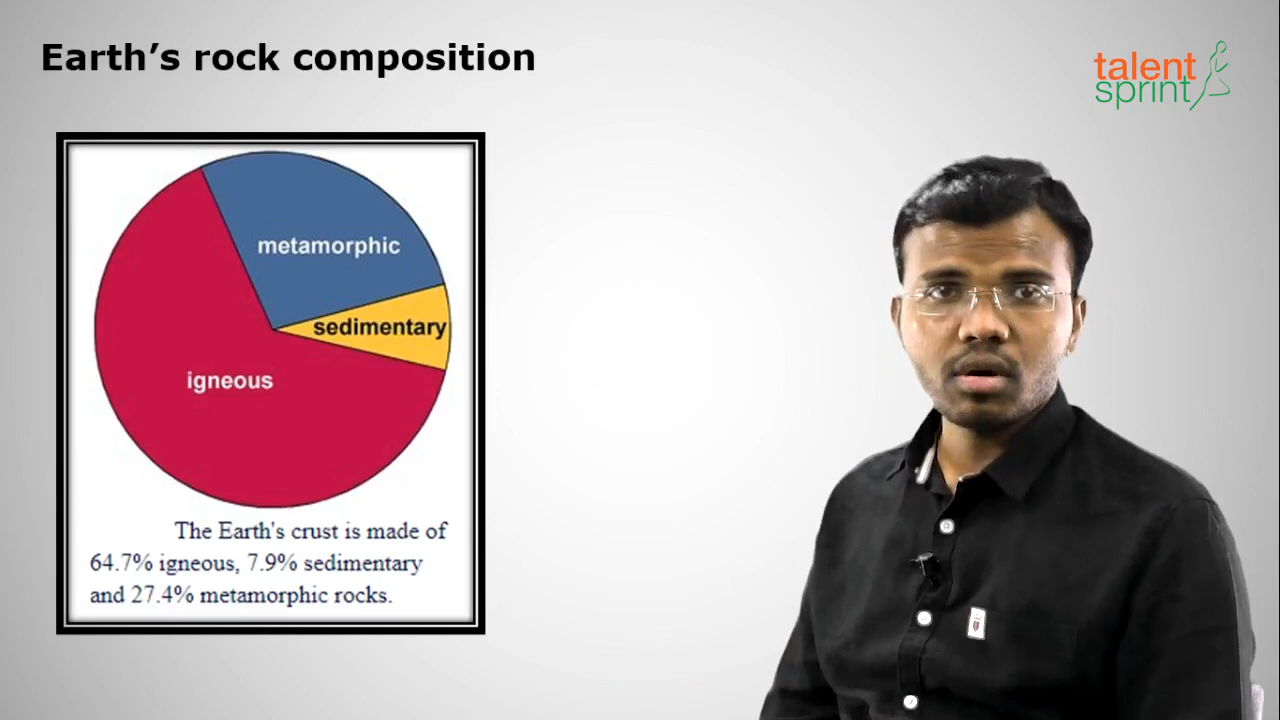 Earth's rock composition
talent
sprint
metamorphic
sedimentary
igneous
The Earth's crust is made of
64.7% igneous, 7.9% sedimentary
and 27.4% metamorphic rocks.